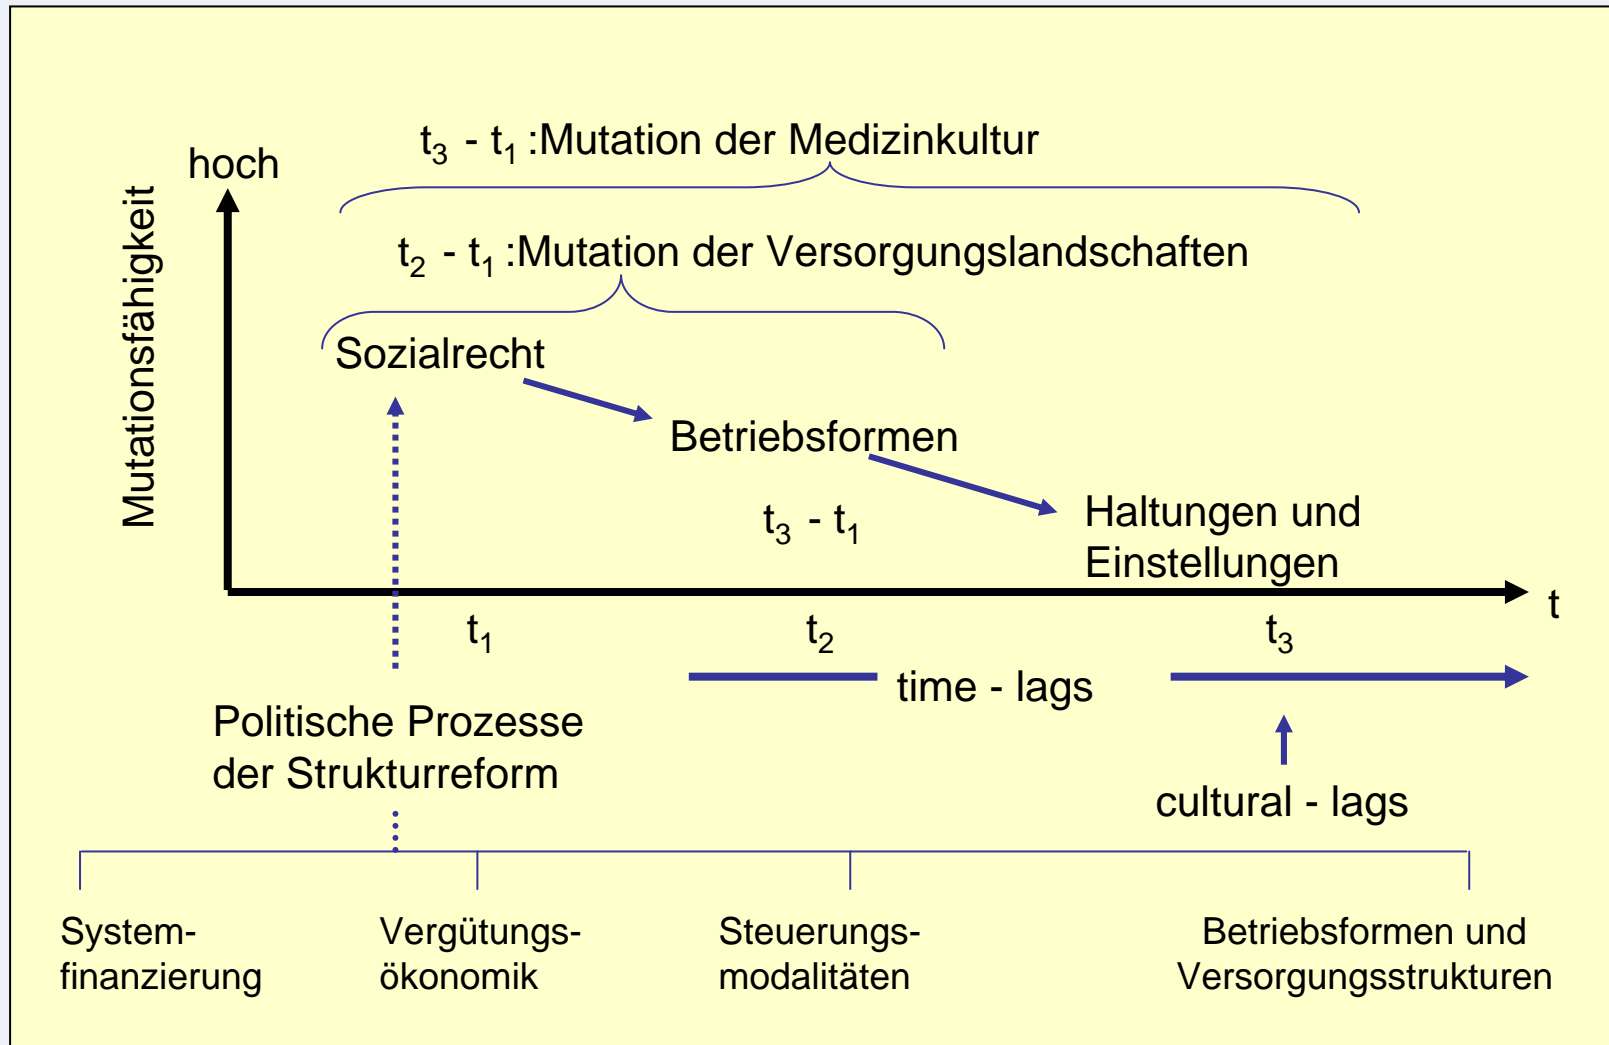 t₃ - t₁ :Mutation der Medizinkultur
hoch
Mutationsfähigkeit
t₂ - t₁ :Mutation der Versorgungslandschaften
Sozialrecht
Betriebsformen
t₃ - t₁
Haltungen und
Einstellungen
t
t₁
t₂
t₃
time - lags
Politische Prozesse
der Strukturreform
cultural - lags
System-
finanzierung
Vergütungs-
ökonomik
Steuerungs-
modalitäten
Betriebsformen und
Versorgungsstrukturen